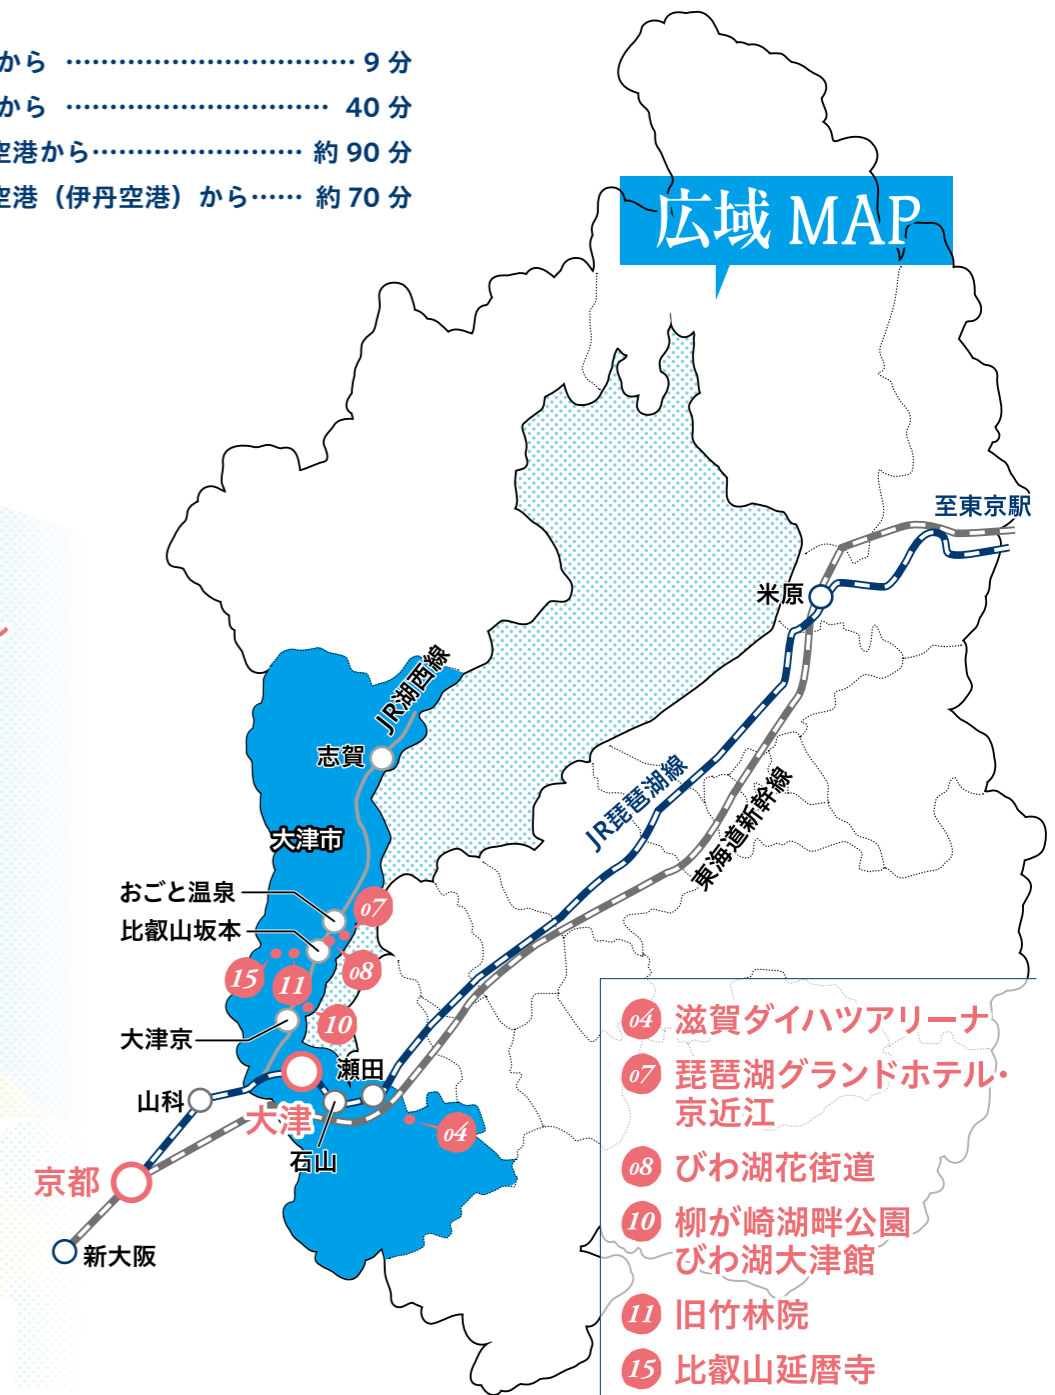 から ………………………… 9 分
から ………………………… 40 分
空港から…………………… 約 90 分
空港（伊丹空港）から…… 約 70 分
広域 MAP
至東京駅
米原
JR湖西線
志賀
JR琵琶湖線
東海道新幹線
大津市
おごと温泉
07
比叡山坂本
08
15
11
10
大津京
瀬田
山科
大津
04
石山
京都
新大阪
04 滋賀ダイハツアリーナ
07 琵琶湖グランドホテル・
京近江
08 びわ湖花街道
10 柳が崎湖畔公園
びわ湖大津館
11 旧竹林院
15 比叡山延暦寺